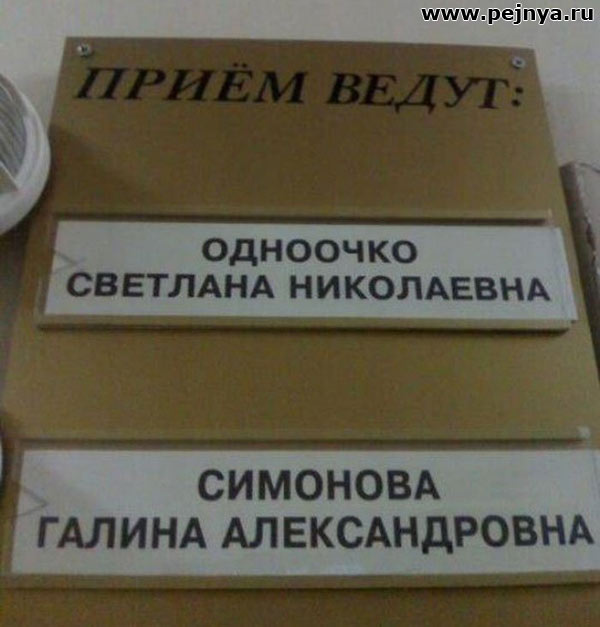 www.pejnya.ru
ПРИЁМ ВЕДУТ:
ОДНООЧКО
СВЕТЛАНА НИКОЛАЕВНА
СИМОНОВА
ГАЛИНА АЛЕКСАНДРОВНА